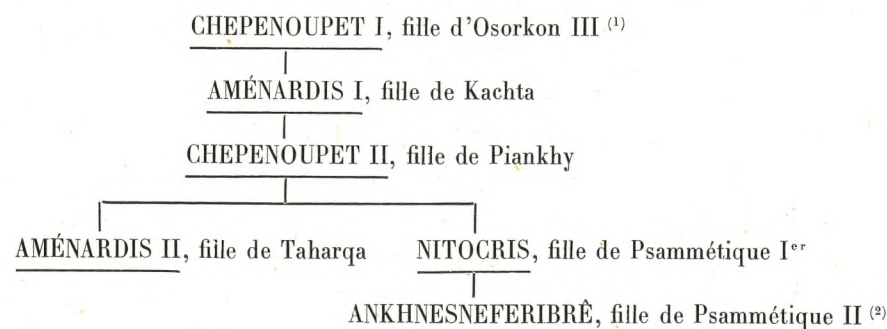 CHEPENOUPET I, fille d'Osorkon III (1)
AMÉNARDIS I, fille de Kachta
CHEPENOUPET II, fille de Piankhy
AMÉNARDIS II, fille de Taharqa NITOCRIS, fille de Psammétique Ier
ANKHNESNEFERIBRÊ, fille de Psammétique II (2)